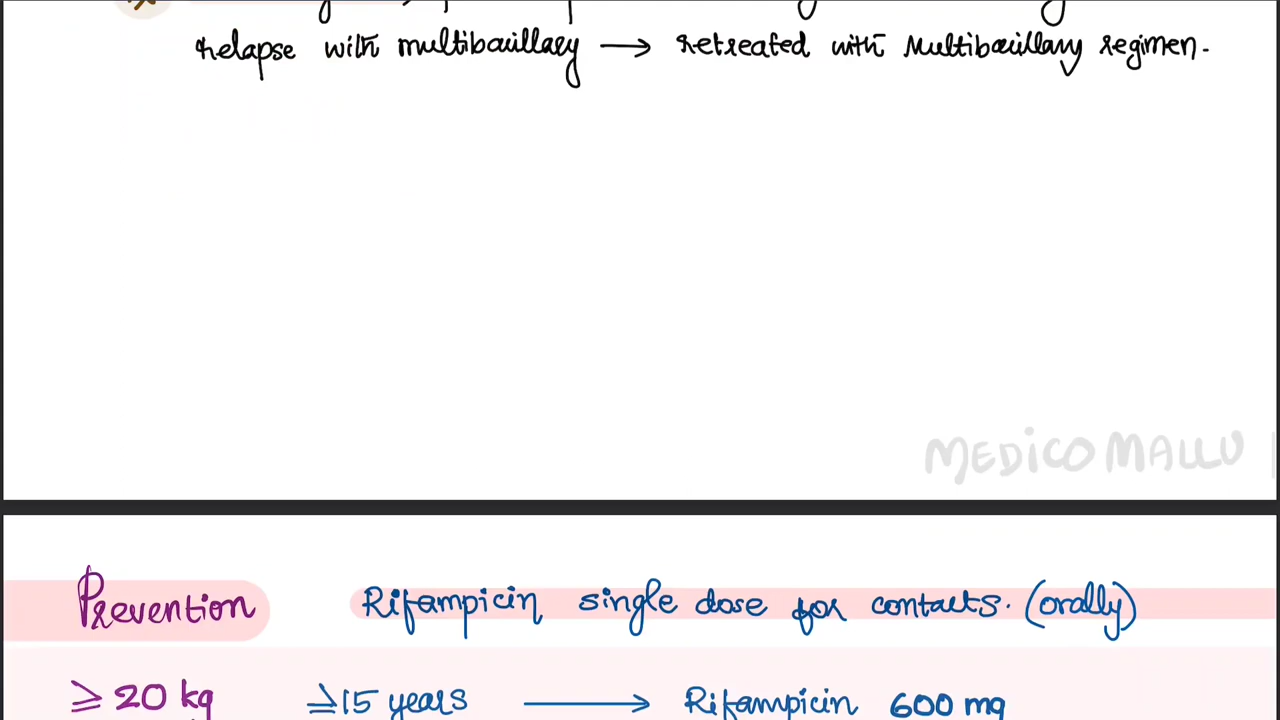 relapse with multibacillary → retreated with Multibacillary regimen.
MEDICO MALLU
Prevention Rifampicin single dose for contacts. (orally)
≥ 20 kg ≥15 years → Rifampicin 600 mg